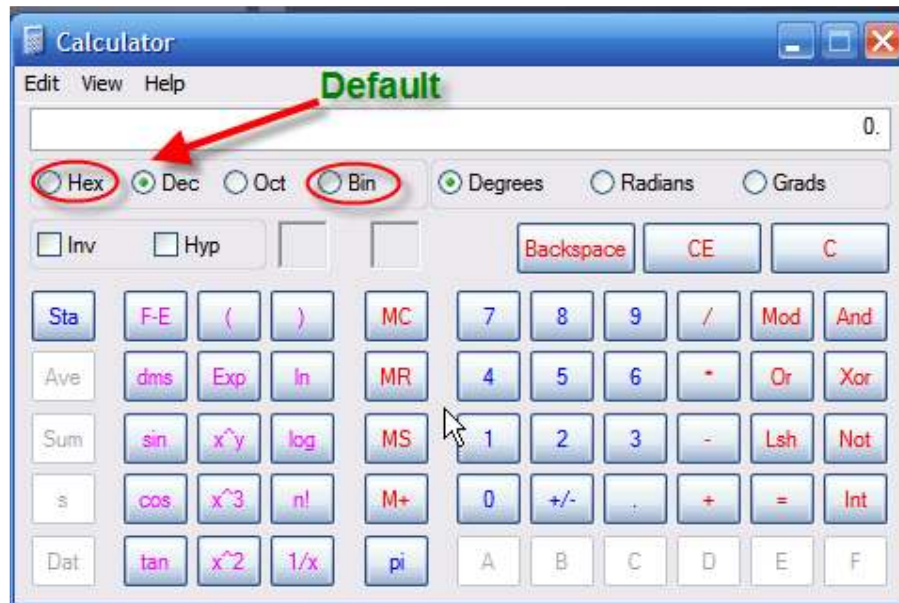 Calculator
Edit View Help
Default
0.
Hex Dec Oct Bin Degrees Radians Grads
Inv Hyp Backspace CE C
Sta F-E ( ) MC 7 8 9 / Mod And
Ave dms Exp ln MR 4 5 6 * Or Xor
Sum sin x^y log MS 1 2 3 - Lsh Not
s cos x^3 n! M+ 0 +/- . + = Int
Dat tan x^2 1/x pi A B C D E F